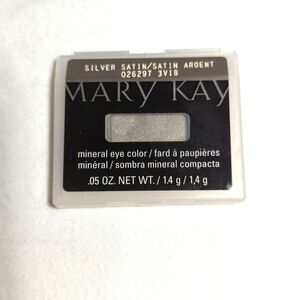 SILVER SATIN/SATIN ARGENT
026297 3V18
MARY KAY
mineral eye color / fard à paupières
minéral / sombra mineral compacta
.05 OZ. NET WT. / 1.4 g / 1,4 g